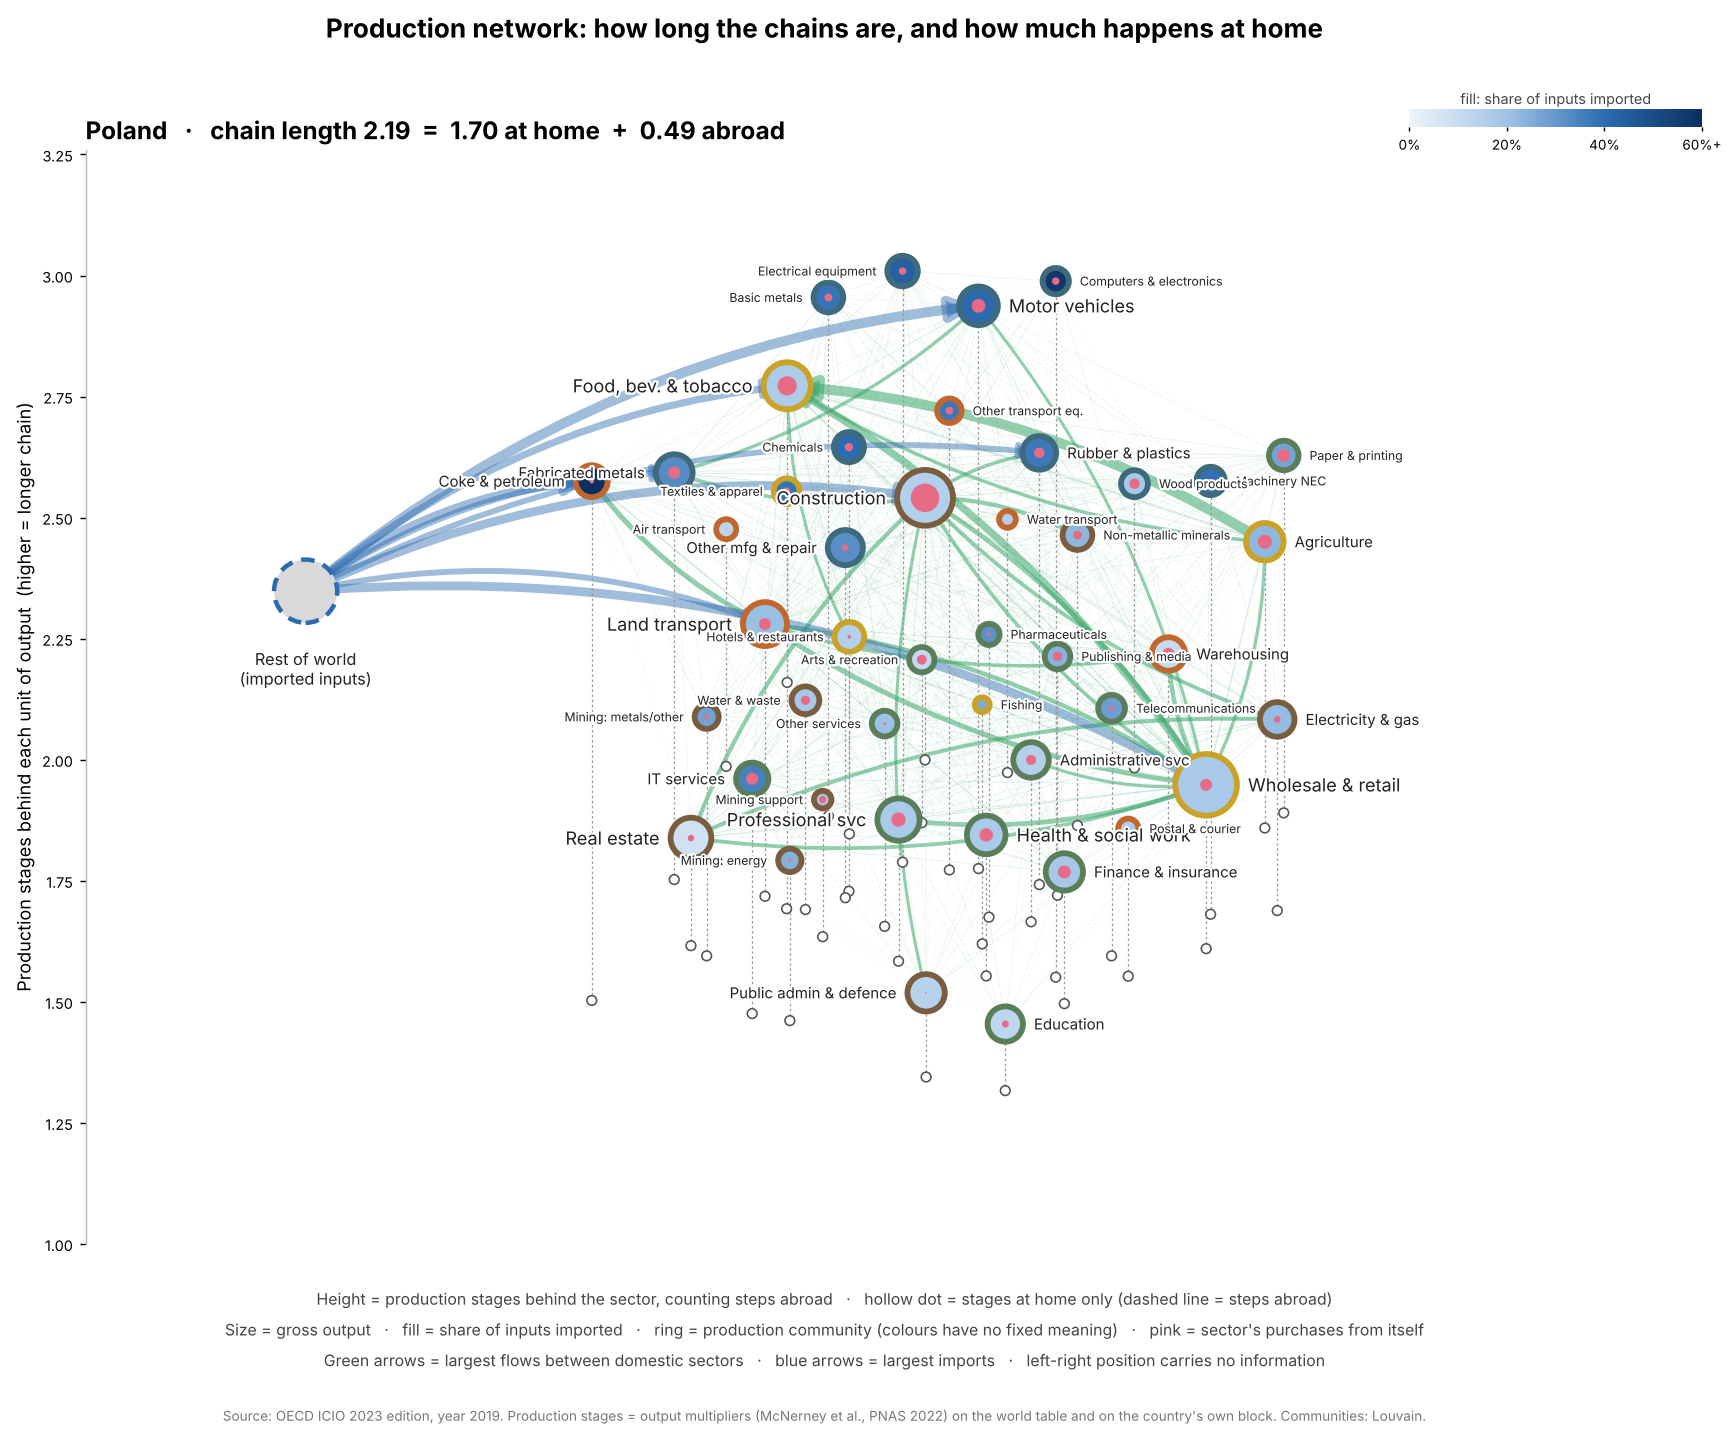 Production network: how long the chains are, and how much happens at home
fill: share of inputs imported
0%
20%
40%
60%+
Poland · chain length 2.19 = 1.70 at home + 0.49 abroad
Production stages behind each unit of output (higher = longer chain)
3.25
3.00
2.75
2.50
2.25
2.00
1.75
1.50
1.25
1.00
Electrical equipment
Computers & electronics
Basic metals
Motor vehicles
Food, bev. & tobacco
Other transport eq.
Chemicals
Rubber & plastics
Paper & printing
Fabricated metals
Coke & petroleum
Wood products
Machinery NEC
Textiles & apparel
Construction
Water transport
Air transport
Non-metallic minerals
Agriculture
Other mfg & repair
Land transport
Hotels & restaurants
Pharmaceuticals
Arts & recreation
Publishing & media
Warehousing
Rest of world
(imported inputs)
Water & waste
Fishing
Telecommunications
Mining: metals/other
Other services
Electricity & gas
Administrative svc
IT services
Wholesale & retail
Mining support
Professional svc
Postal & courier
Real estate
Health & social work
Mining: energy
Finance & insurance
Public admin & defence
Education
Height = production stages behind the sector, counting steps abroad · hollow dot = stages at home only (dashed line = steps abroad)
Size = gross output · fill = share of inputs imported · ring = production community (colours have no fixed meaning) · pink = sector's purchases from itself
Green arrows = largest flows between domestic sectors · blue arrows = largest imports · left-right position carries no information
Source: OECD ICIO 2023 edition, year 2019. Production stages = output multipliers (McNerney et al., PNAS 2022) on the world table and on the country's own block. Communities: Louvain.